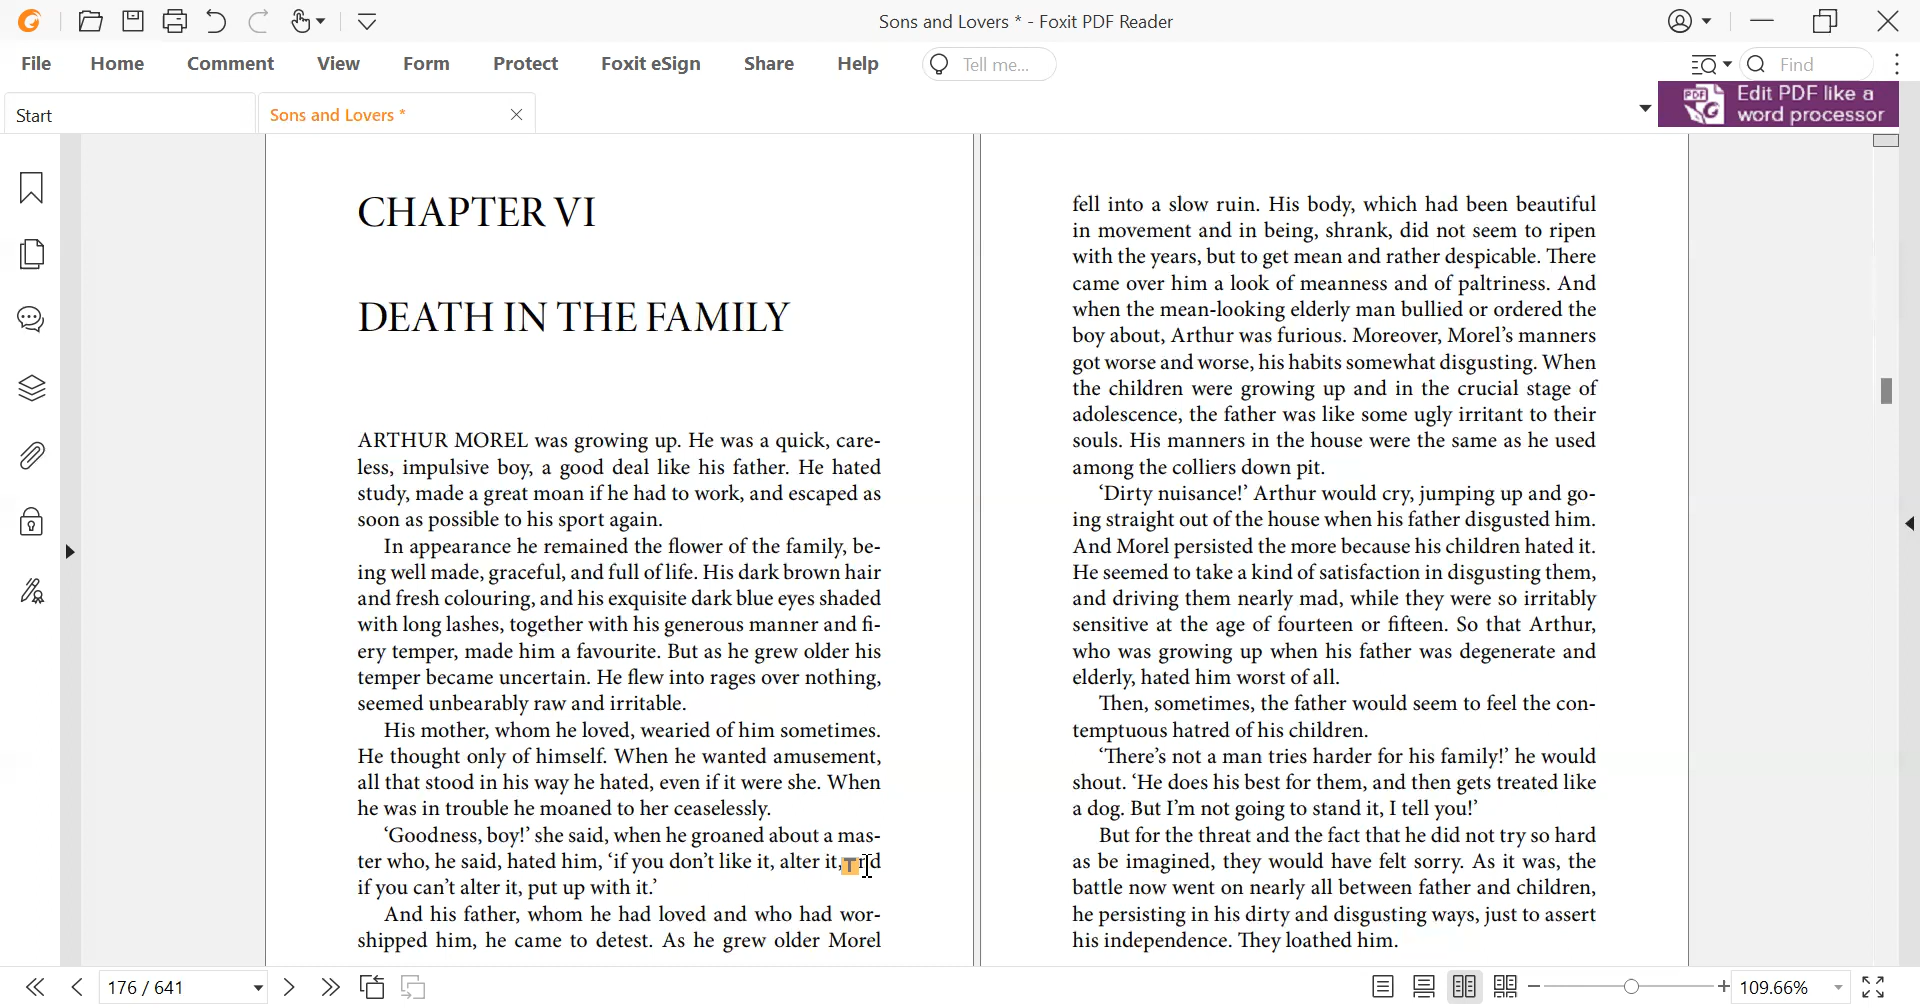 Sons and Lovers * - Foxit PDF Reader
File Home Comment View Form Protect Foxit eSign Share Help Tell me... Find
Start Sons and Lovers * PDF Edit PDF like a
word processor
CHAPTER VI
DEATH IN THE FAMILY
ARTHUR MOREL was growing up. He was a quick, care-
less, impulsive boy, a good deal like his father. He hated
study, made a great moan if he had to work, and escaped as
soon as possible to his sport again.
In appearance he remained the flower of the family, be-
ing well made, graceful, and full of life. His dark brown hair
and fresh colouring, and his exquisite dark blue eyes shaded
with long lashes, together with his generous manner and fi-
ery temper, made him a favourite. But as he grew older his
temper became uncertain. He flew into rages over nothing,
seemed unbearably raw and irritable.
His mother, whom he loved, wearied of him sometimes.
He thought only of himself. When he wanted amusement,
all that stood in his way he hated, even if it were she. When
he was in trouble he moaned to her ceaselessly.
‘Goodness, boy!’ she said, when he groaned about a mas-
ter who, he said, hated him, ‘if you don’t like it, alter it,
if you can’t alter it, put up with it.’
And his father, whom he had loved and who had wor-
shipped him, he came to detest. As he grew older Morel
fell into a slow ruin. His body, which had been beautiful
in movement and in being, shrank, did not seem to ripen
with the years, but to get mean and rather despicable. There
came over him a look of meanness and of paltriness. And
when the mean-looking elderly man bullied or ordered the
boy about, Arthur was furious. Moreover, Morel’s manners
got worse and worse, his habits somewhat disgusting. When
the children were growing up and in the crucial stage of
adolescence, the father was like some ugly irritant to their
souls. His manners in the house were the same as he used
among the colliers down pit.
‘Dirty nuisance!’ Arthur would cry, jumping up and go-
ing straight out of the house when his father disgusted him.
And Morel persisted the more because his children hated it.
He seemed to take a kind of satisfaction in disgusting them,
and driving them nearly mad, while they were so irritably
sensitive at the age of fourteen or fifteen. So that Arthur,
who was growing up when his father was degenerate and
elderly, hated him worst of all.
Then, sometimes, the father would seem to feel the con-
temptuous hatred of his children.
‘There’s not a man tries harder for his family!’ he would
shout. ‘He does his best for them, and then gets treated like
a dog. But I’m not going to stand it, I tell you!’
But for the threat and the fact that he did not try so hard
as be imagined, they would have felt sorry. As it was, the
battle now went on nearly all between father and children,
he persisting in his dirty and disgusting ways, just to assert
his independence. They loathed him.
176 / 641 109.66%